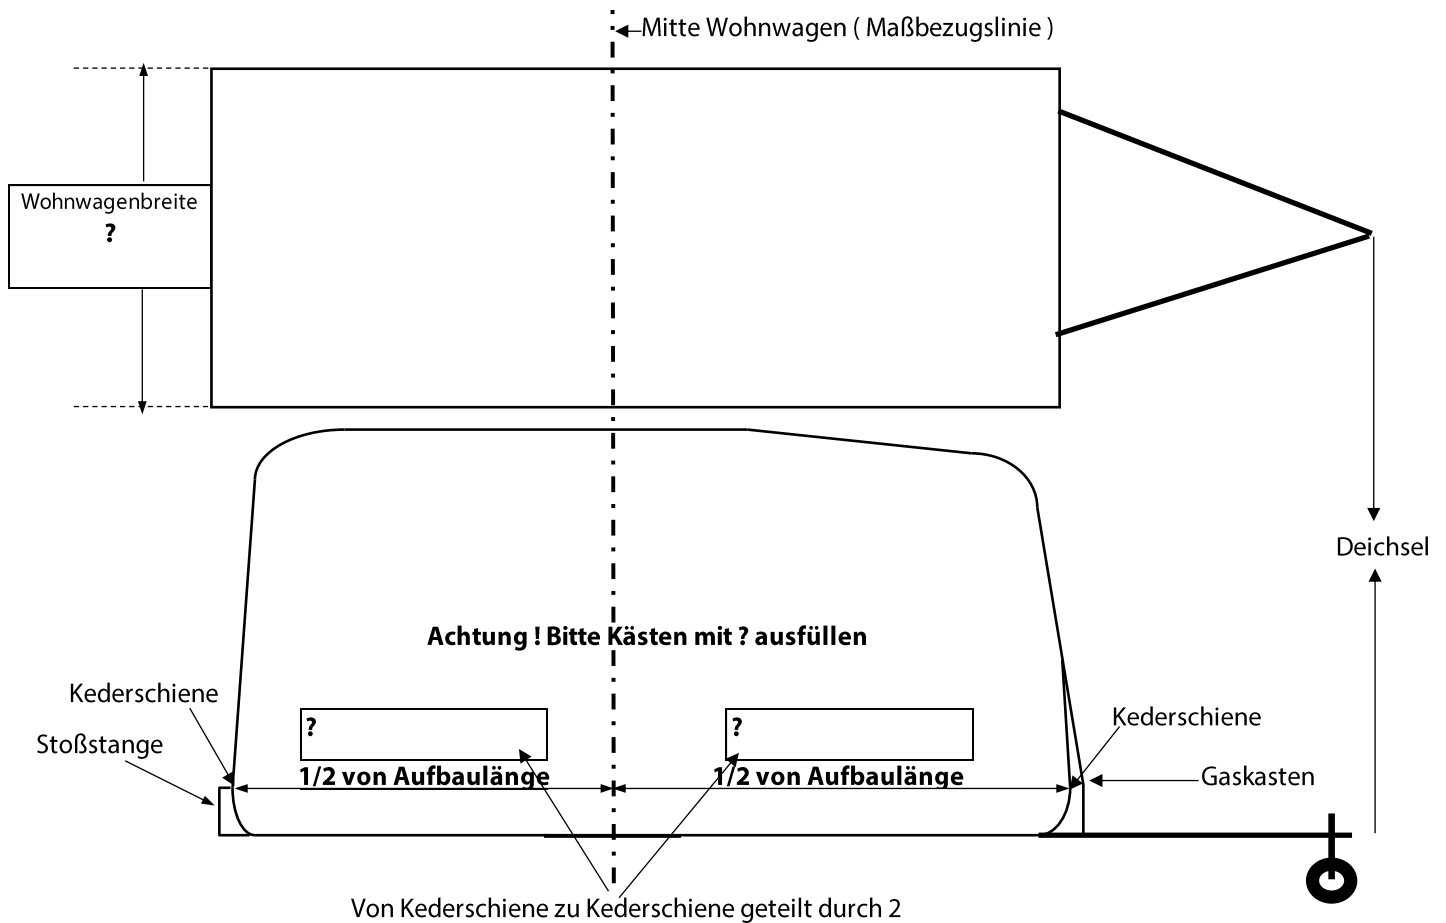 Mitte Wohnwagen ( Maßbezugslinie )
Wohnwagenbreite
?
Deichsel
Achtung ! Bitte Kästen mit ? ausfüllen
Kederschiene
Stoßstange
?
1/2 von Aufbaulänge
?
1/2 von Aufbaulänge
Kederschiene
Gaskasten
Von Kederschiene zu Kederschiene geteilt durch 2